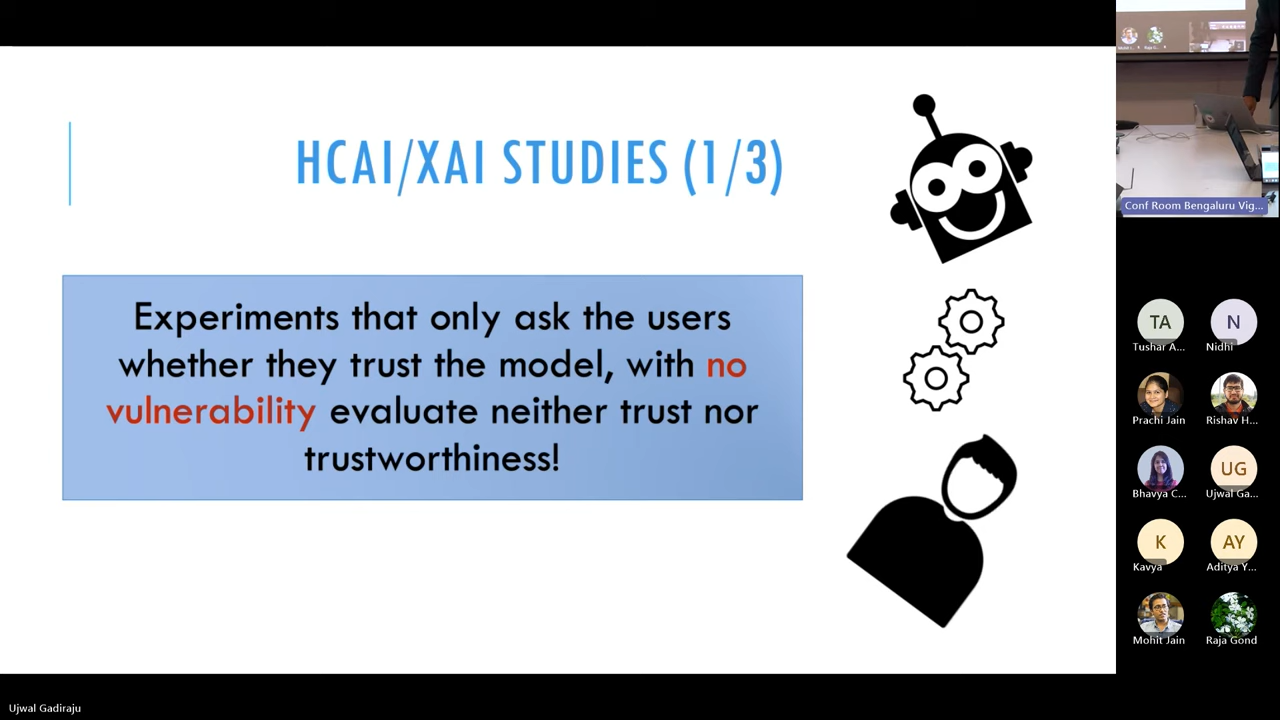 HCAI/XAI STUDIES (1/3)
Experiments that only ask the users
whether they trust the model, with no
vulnerability evaluate neither trust nor
trustworthiness!
Conf Room Bengaluru Vig...
TA
Tushar A...
N
Nidhi
Prachi Jain
Rishav H...
Bhavya C...
UG
Ujwal Ga...
K
Kavya
AY
Aditya Y...
Mohit Jain
Raja Gond
Ujwal Gadiraju